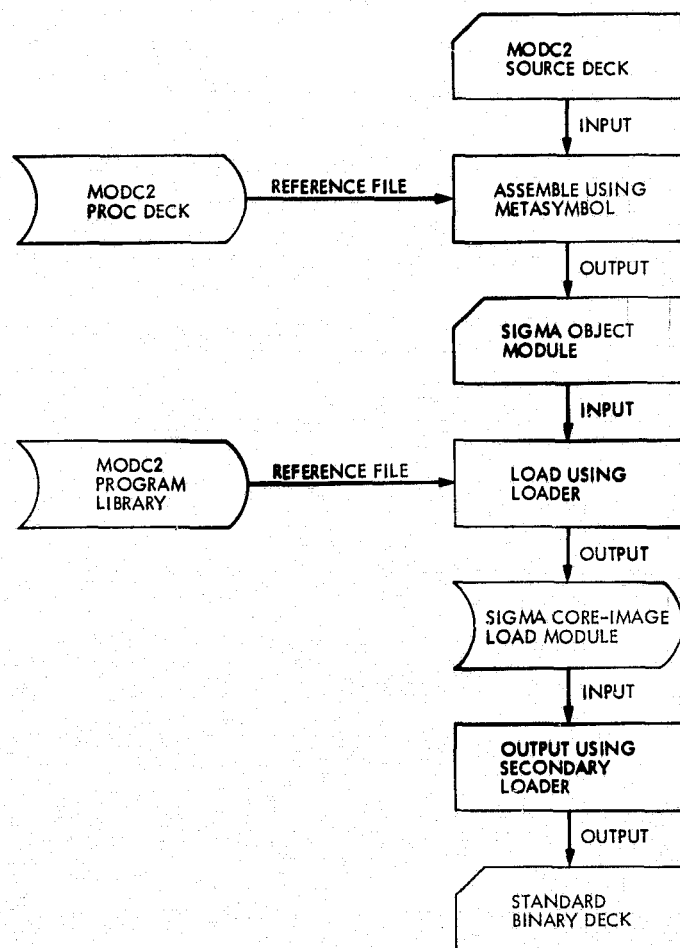 MODC2
SOURCE DECK
INPUT
MODC2
PROC DECK
REFERENCE FILE
ASSEMBLE USING
METASYMBOL
OUTPUT
SIGMA OBJECT
MODULE
INPUT
MODC2
PROGRAM
LIBRARY
REFERENCE FILE
LOAD USING
LOADER
OUTPUT
SIGMA CORE-IMAGE
LOAD MODULE
INPUT
OUTPUT USING
SECONDARY
LOADER
OUTPUT
STANDARD
BINARY DECK